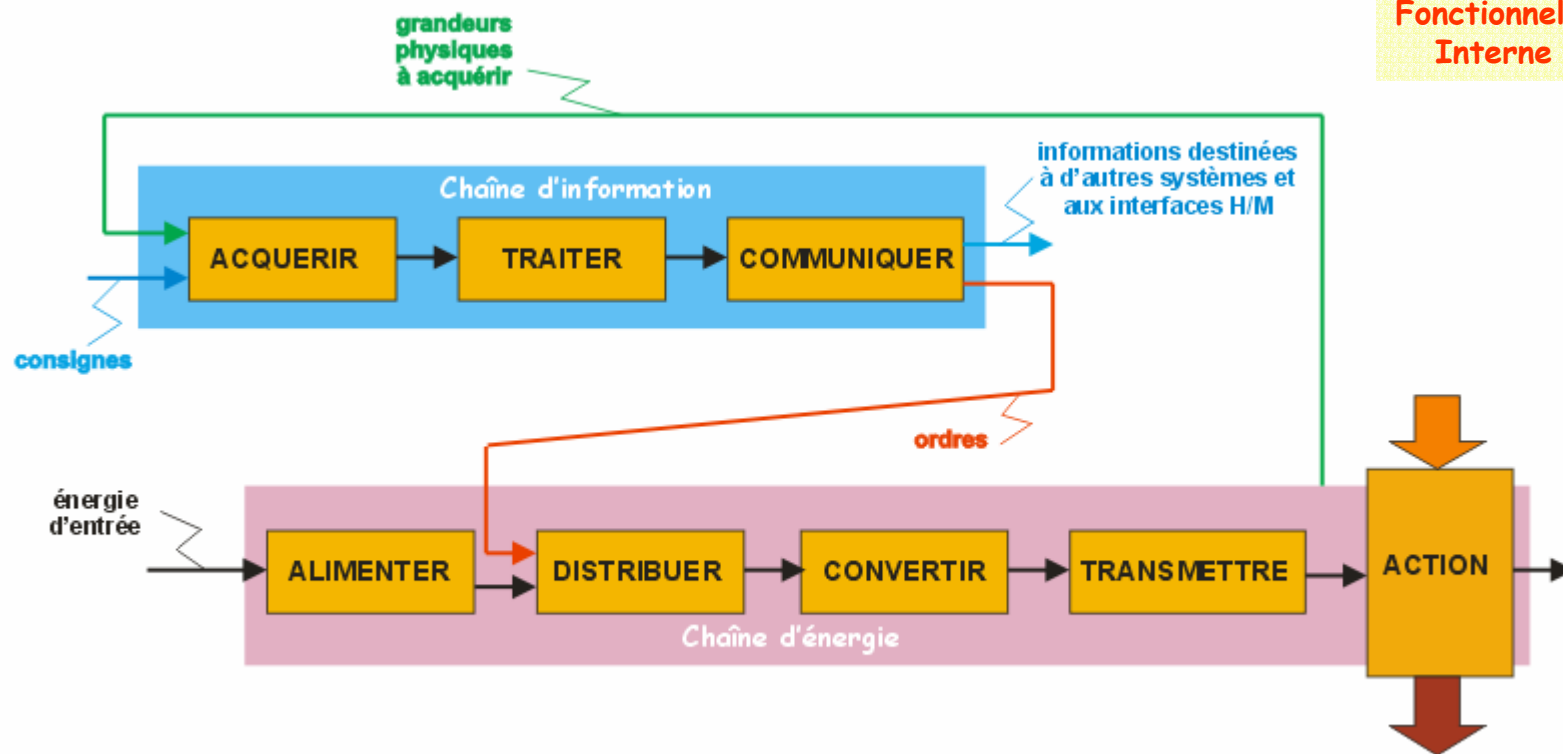 Fonctionnel
Interne
grandeurs
physiques
à acquérir
informations destinées
à d'autres systèmes et
aux interfaces H/M
Chaîne d'information
ACQUERIR
TRAITER
COMMUNIQUER
consignes
ordres
énergie
d'entrée
ALIMENTER
DISTRIBUER
CONVERTIR
TRANSMETTRE
ACTION
Chaîne d'énergie